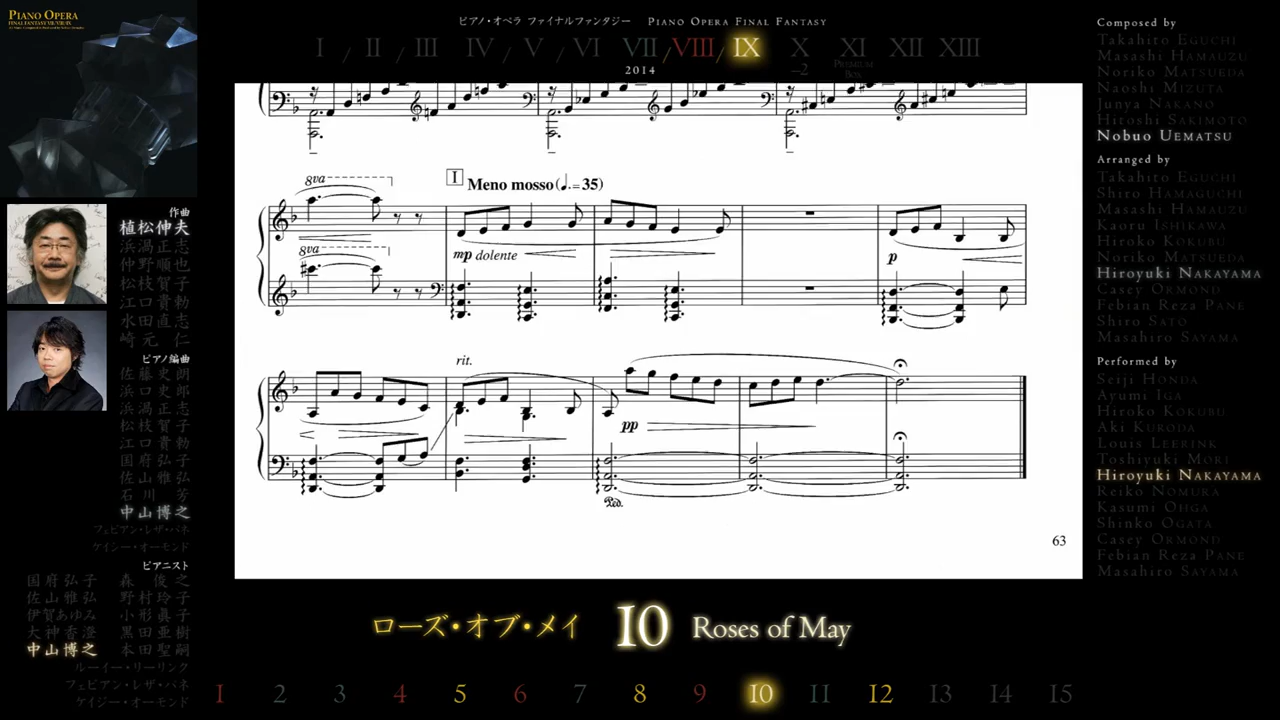 PIANO OPERA
ピアノ・オペラ ファイナルファンタジー PIANO OPERA FINAL FANTASY
I / II / III IV / V / VI VII / VIII / IX X XI XII XIII
-2 PREMIUM BOX
2014
Composed by
Takahito EGUCHI
Masashi HAMAUZU
Noriko MATSUEDA
Naoshi MIZUTA
Junya NAKANO
Hitoshi SAKIMOTO
Nobuo UEMATSU
Arranged by
Takahito EGUCHI
Shiro HAMAGUCHI
Masashi HAMAUZU
Kaoru ISHIKAWA
Hiroko KOKUBU
Noriko MATSUEDA
Hiroyuki NAKAYAMA
Casey ORMOND
Febian Reza PANE
Shiro SATO
Masahiro SAYAMA
Performed by
Seiji HONDA
Ayumi IGA
Hiroko KOKUBU
Aki KURODA
Louis LEERINK
Toshiyuki MORI
Hiroyuki NAKAYAMA
Reiko NOMURA
Kasumi OHGA
Shinko OGATA
Casey ORMOND
Febian Reza PANE
Masahiro SAYAMA
作曲
植松伸夫
浜渦正志
仲野順也
松枝賀子
江口貴勅
水田直志
崎元仁
ピアノ編曲
佐藤史朗
浜口史郎
浜渦正志
松枝賀子
江口貴勅
国府弘子
佐山雅弘
石川芳
中山博之
フェビアン・レザ・パネ
ケイシー・オーモンド
ピアニスト
国府弘子 森俊之
佐山雅弘 野村玲子
伊賀あゆみ 小形眞子
大神香澄 黒田亜樹
中山博之 本田聖嗣
ルーイー・リーリンク
フェビアン・レザ・パネ
ケイジー・オーモンド
8va
I Meno mosso (♩.= 35)
8va
mp dolente
p
rit.
pp
Ped.
63
ローズ・オブ・メイ 10 Roses of May
1 2 3 4 5 6 7 8 9 10 11 12 13 14 15